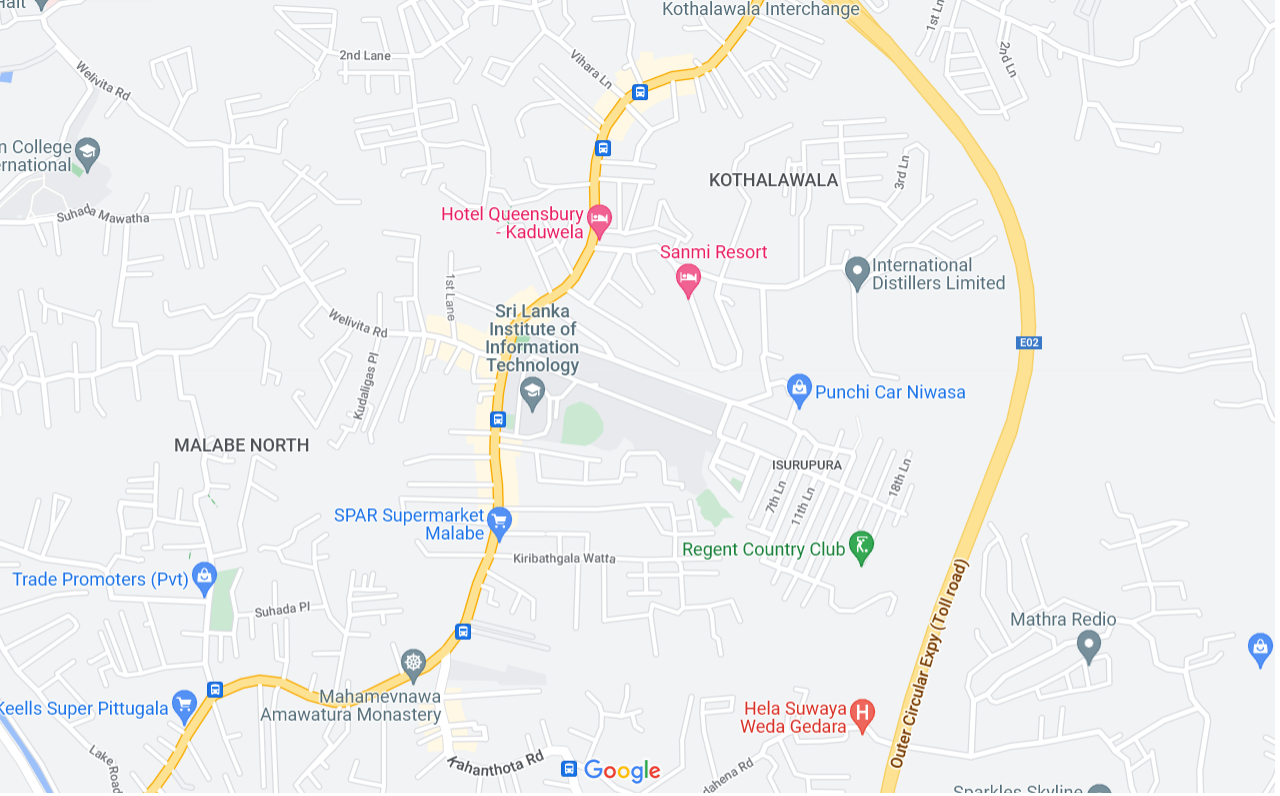 Halt
Kothalawala Interchange
1st Ln
2nd Lane
Vihara Ln
2nd Ln
Welivita Rd
n College
ernational
3rd Ln
KOTHALAWALA
Suhada Mawatha
Hotel Queensbury
- Kaduwela
Sanmi Resort
International
Distillers Limited
1st Lane
Sri Lanka
Institute of
Information
Technology
Welivita Rd
E02
Kudaligas Pl
Punchi Car Niwasa
MALABE NORTH
ISURUPURA
18th Ln
7th Ln
11th Ln
SPAR Supermarket
Malabe
Regent Country Club
Kiribathgala Watta
Trade Promoters (Pvt)
Suhada Pl
Outer Circular Expy (Toll road)
Mathra Redio
Mahamevnawa
Amawatura Monastery
Keells Super Pittugala
Hela Suwaya
Weda Gedara
Lake Road
Kahanthota Rd
Google
dahena Rd
Sparkles Skyline